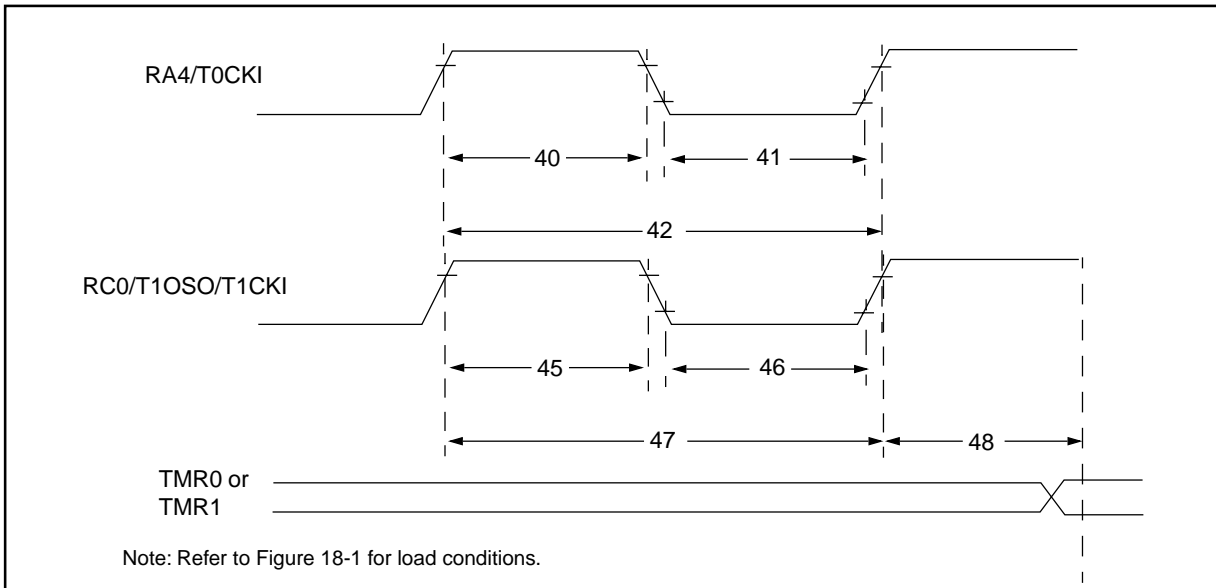 RA4/T0CKI
40
41
42
RC0/T1OSO/T1CKI
45
46
47
48
TMR0 or
TMR1
Note: Refer to Figure 18-1 for load conditions.